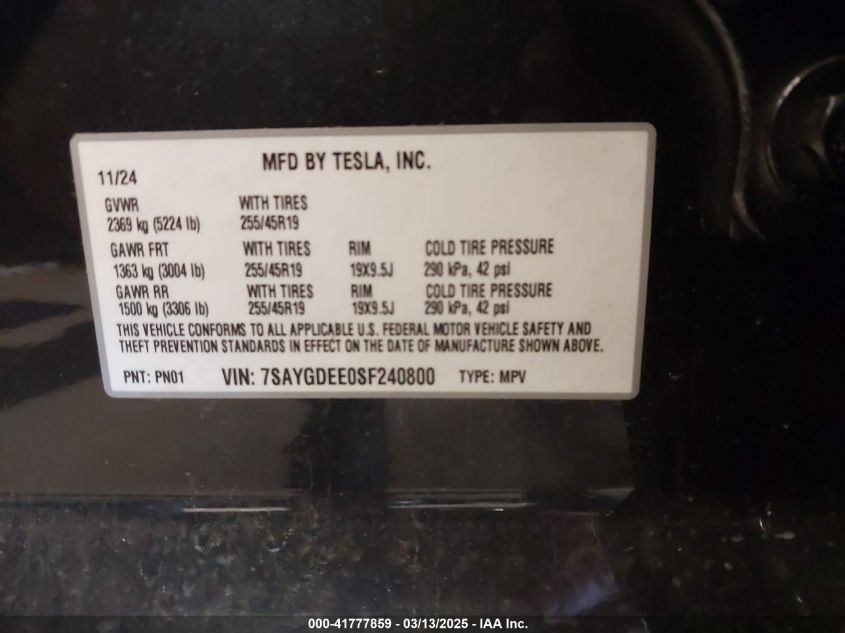 MFD BY TESLA, INC.
11/24
GVWR WITH TIRES
2369 kg (5224 lb) 255/45R19
GAWR FRT WITH TIRES RIM COLD TIRE PRESSURE
1363 kg (3004 lb) 255/45R19 19X9.5J 290 kPa, 42 psi
GAWR RR WITH TIRES RIM COLD TIRE PRESSURE
1500 kg (3306 lb) 255/45R19 19X9.5J 290 kPa, 42 psi
THIS VEHICLE CONFORMS TO ALL APPLICABLE U.S. FEDERAL MOTOR VEHICLE SAFETY AND
THEFT PREVENTION STANDARDS IN EFFECT ON THE DATE OF MANUFACTURE SHOWN ABOVE.
PNT: PN01 VIN: 7SAYGDEE0SF240800 TYPE: MPV
000-41777859 - 03/13/2025 - IAA Inc.